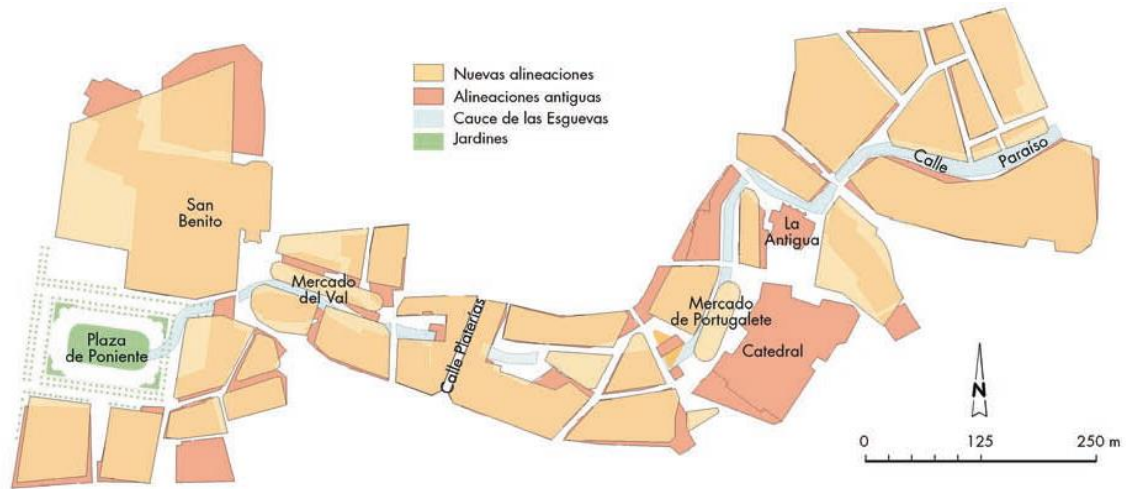 Nuevas alineaciones
Alineaciones antiguas
Cauce de las Esguevas
Jardines
Calle
Paraíso
San
Benito
La
Antigua
Mercado
del Val
Mercado
de Portugalete
Calle Platerías
Plaza
de Poniente
Catedral
N
0
125
250 m